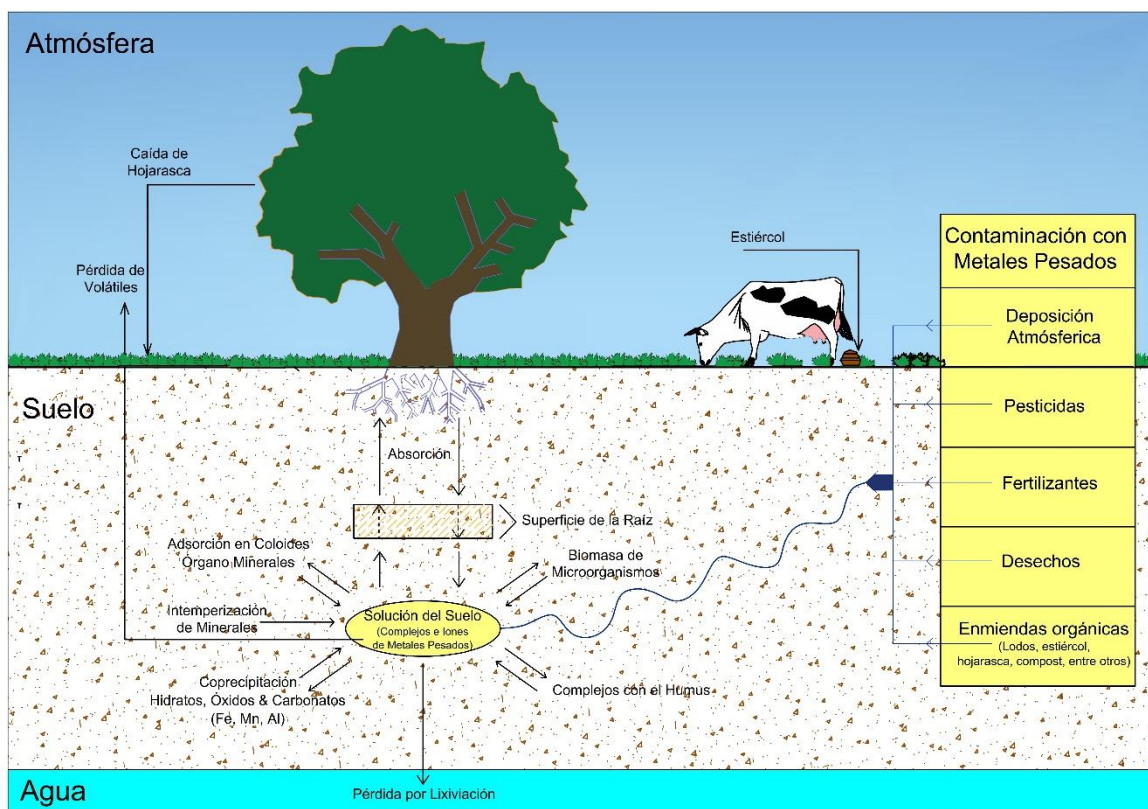 Atmósfera
Caída de
Hojarasca
Pérdida de
Volátiles
Estiércol
Contaminación con
Metales Pesados
Deposición
Atmósferica
Pesticidas
Fertilizantes
Desechos
Enmiendas orgánicas
(Lodos, estiércol,
hojarasca, compost, entre otros)
Suelo
T
T
Absorción
Superficie de la Raíz
Adsorción en Coloides
Órgano Minerales
Biomasa de
Microorganismos
Intemperización
de Minerales
Solución del Suelo
(Complejos e Iones
de Metales Pesados)
Coprecipitación
Hidratos, Óxidos & Carbonatos
(Fe, Mn, Al)
Complejos con el Humus
Agua
Pérdida por Lixiviación